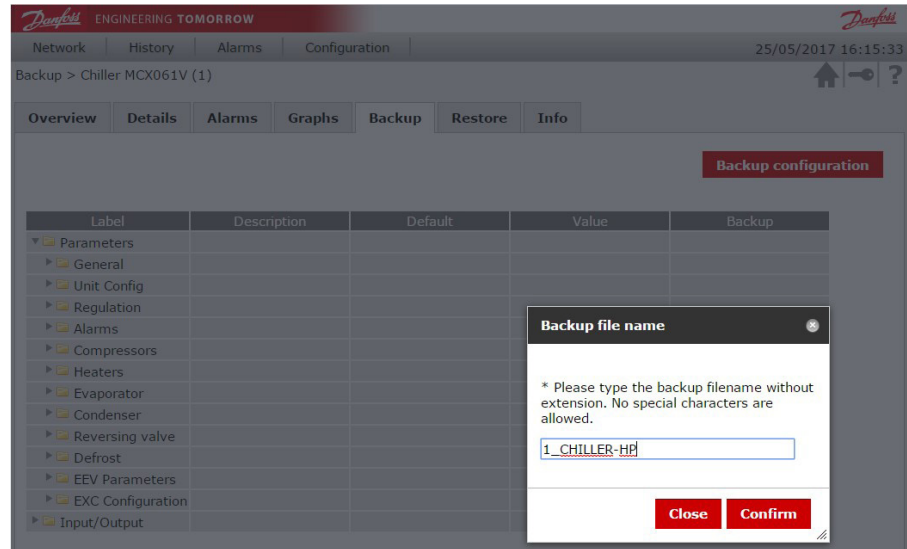 Danfoss ENGINEERING TOMORROW Danfoss
Network History Alarms Configuration 25/05/2017 16:15:33
Backup > Chiller MCX061V (1) ?
Overview Details Alarms Graphs Backup Restore Info
Backup configuration
Label Description Default Value Backup
Parameters
General
Unit Config
Regulation
Alarms
Compressors
Heaters
Evaporator
Condenser
Reversing valve
Defrost
EEV Parameters
EXC Configuration
Input/Output
Backup file name
* Please type the backup filename without
extension. No special characters are
allowed.
1_CHILLER-HP
Close Confirm